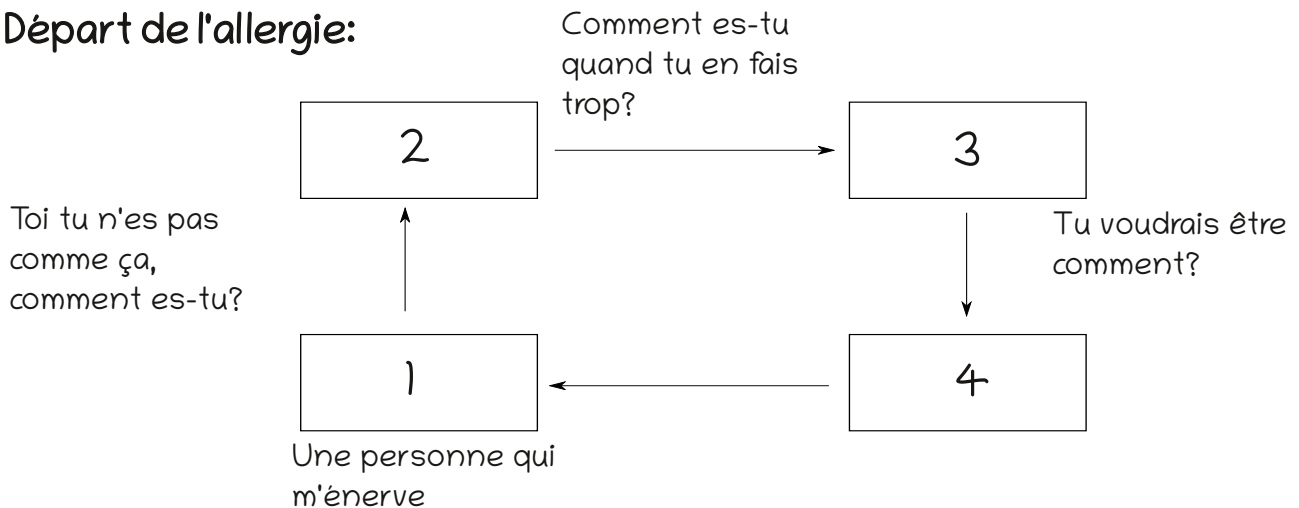 Départ de l'allergie:
Comment es-tu
quand tu en fais
trop?
2
3
Toi tu n'es pas
comme ça,
comment es-tu?
Tu voudrais être
comment?
1
4
Une personne qui
m'énerve